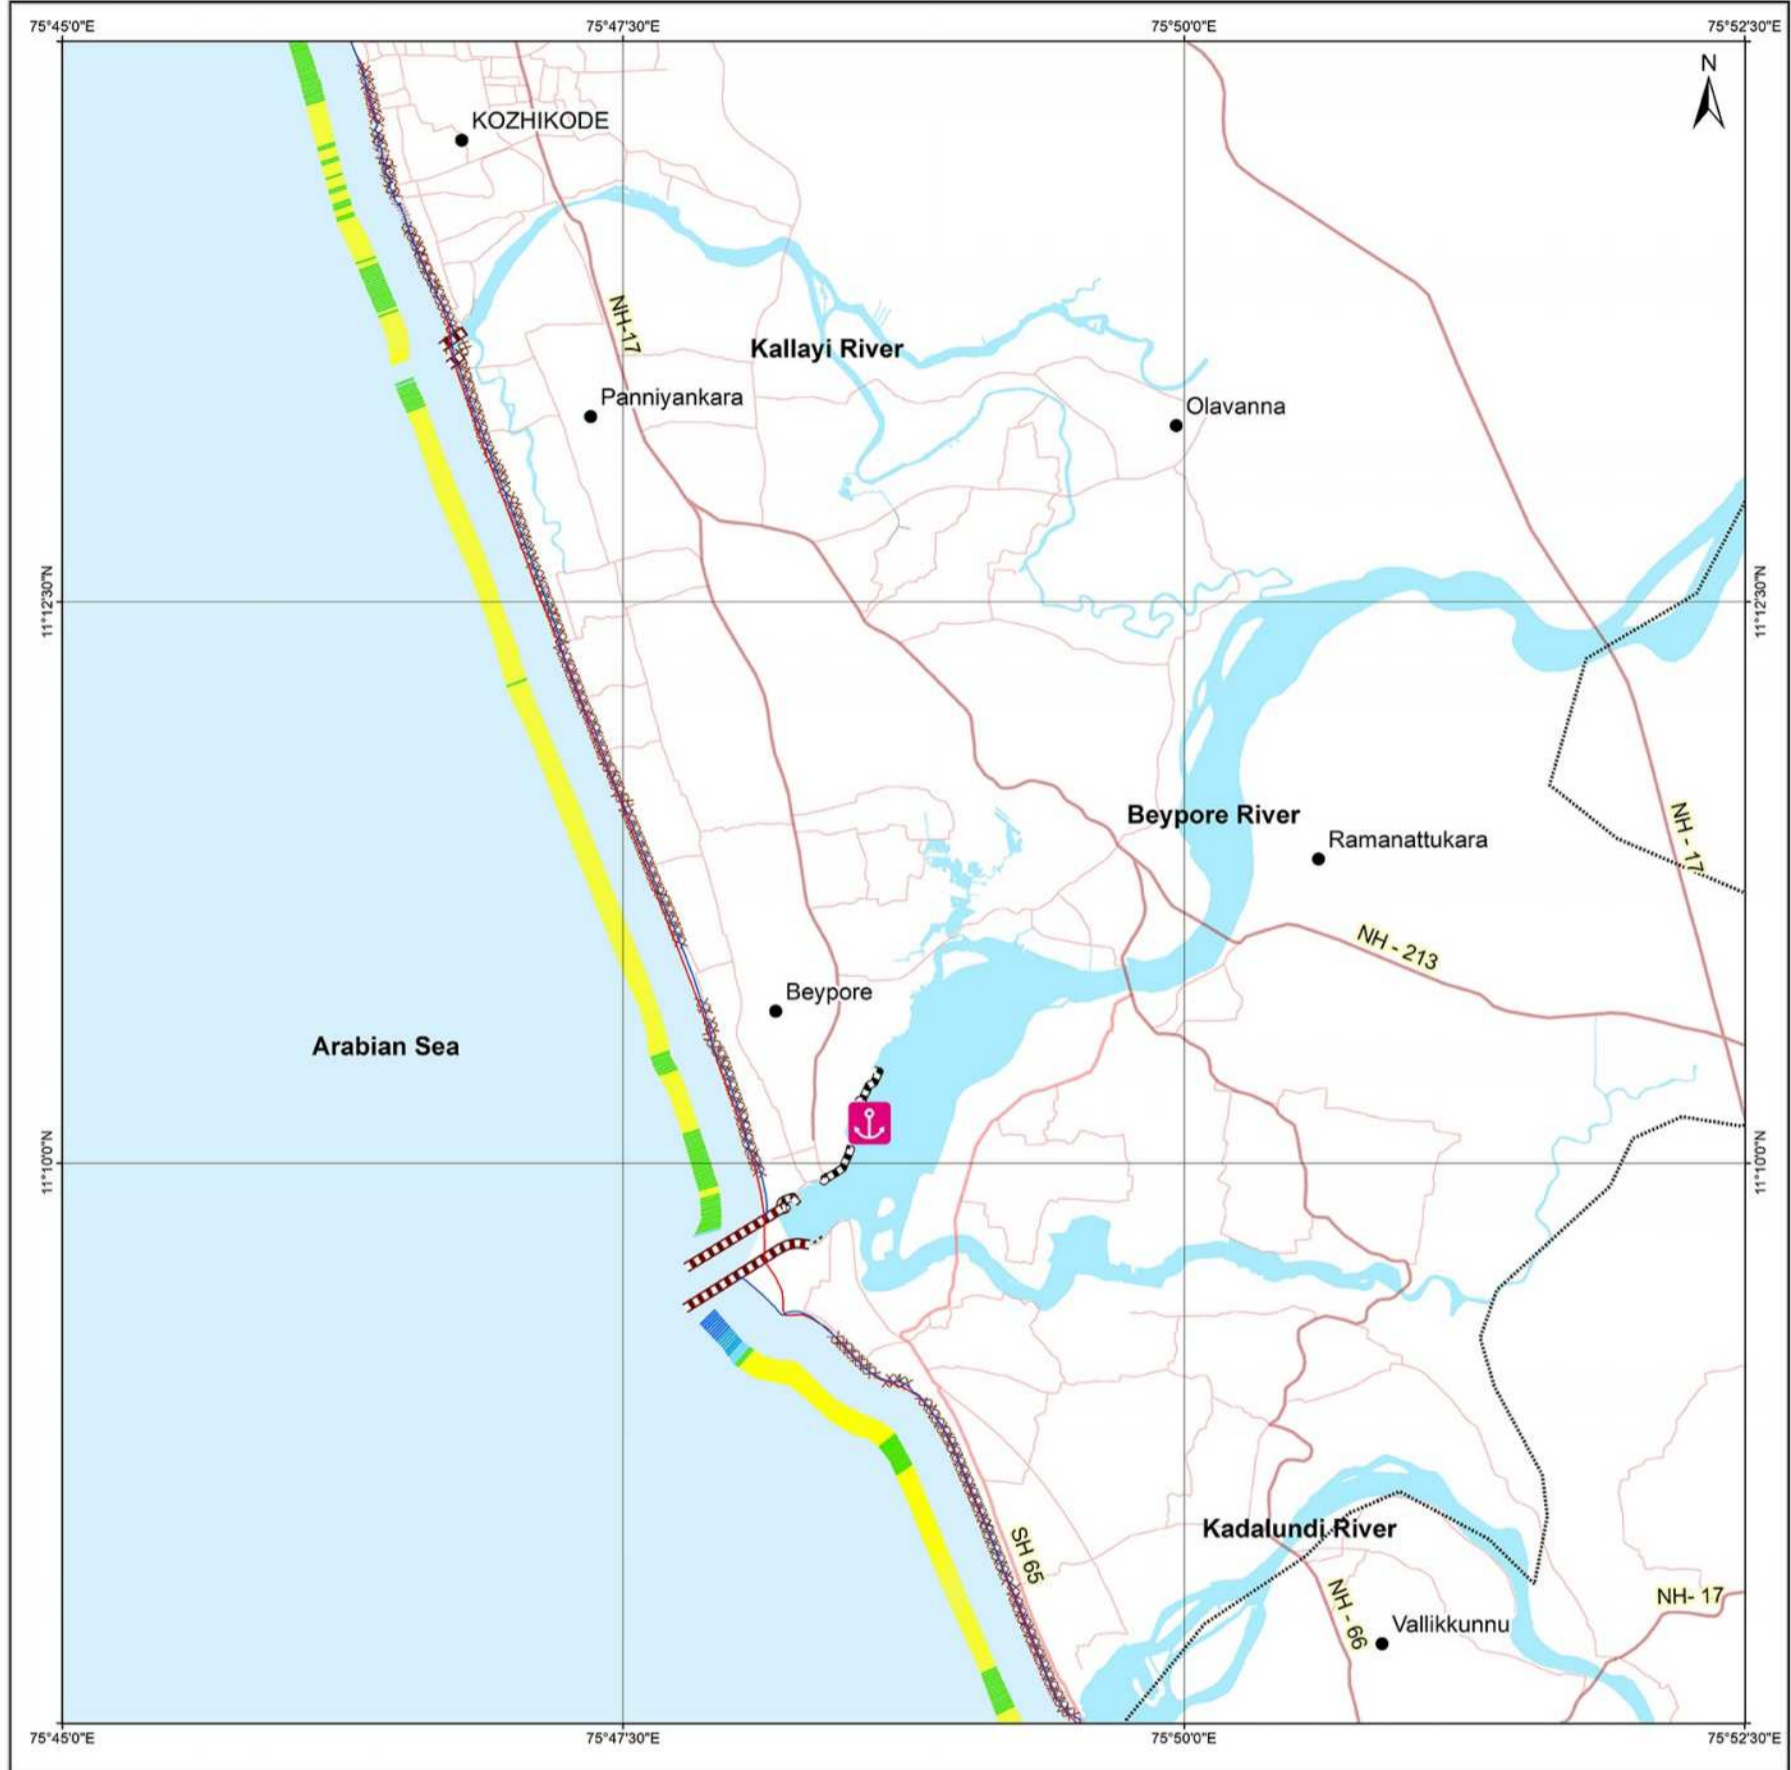 75°45'0"E
75°47'30"E
75°50'0"E
75°52'30"E
N
KOZHIKODE
NH-17
Kallayi River
Panniyankara
Olavanna
11°12'30"N
11°12'30"N
Beypore River
Ramanattukara
NH - 17
NH - 213
Beypore
Arabian Sea
11°10'0"N
11°10'0"N
Kadalundi River
SH 65
NH - 66
NH- 17
Vallikkunnu
75°45'0"E
75°47'30"E
75°50'0"E
75°52'30"E